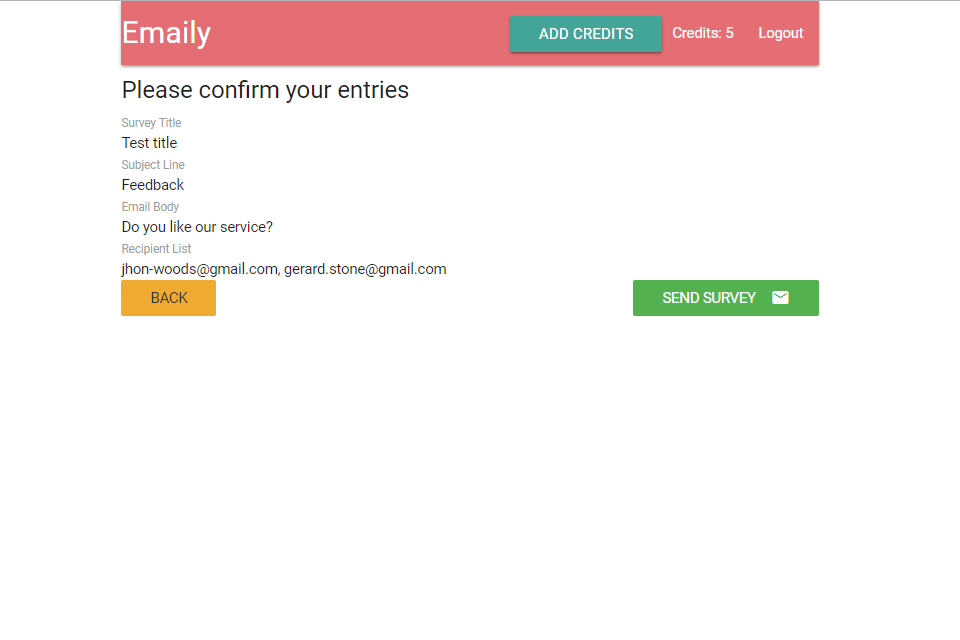 Emaily
ADD CREDITS
Credits: 5
Logout
Please confirm your entries
Survey Title
Test title
Subject Line
Feedback
Email Body
Do you like our service?
Recipient List
jhon-woods@gmail.com, gerard.stone@gmail.com
BACK
SEND SURVEY